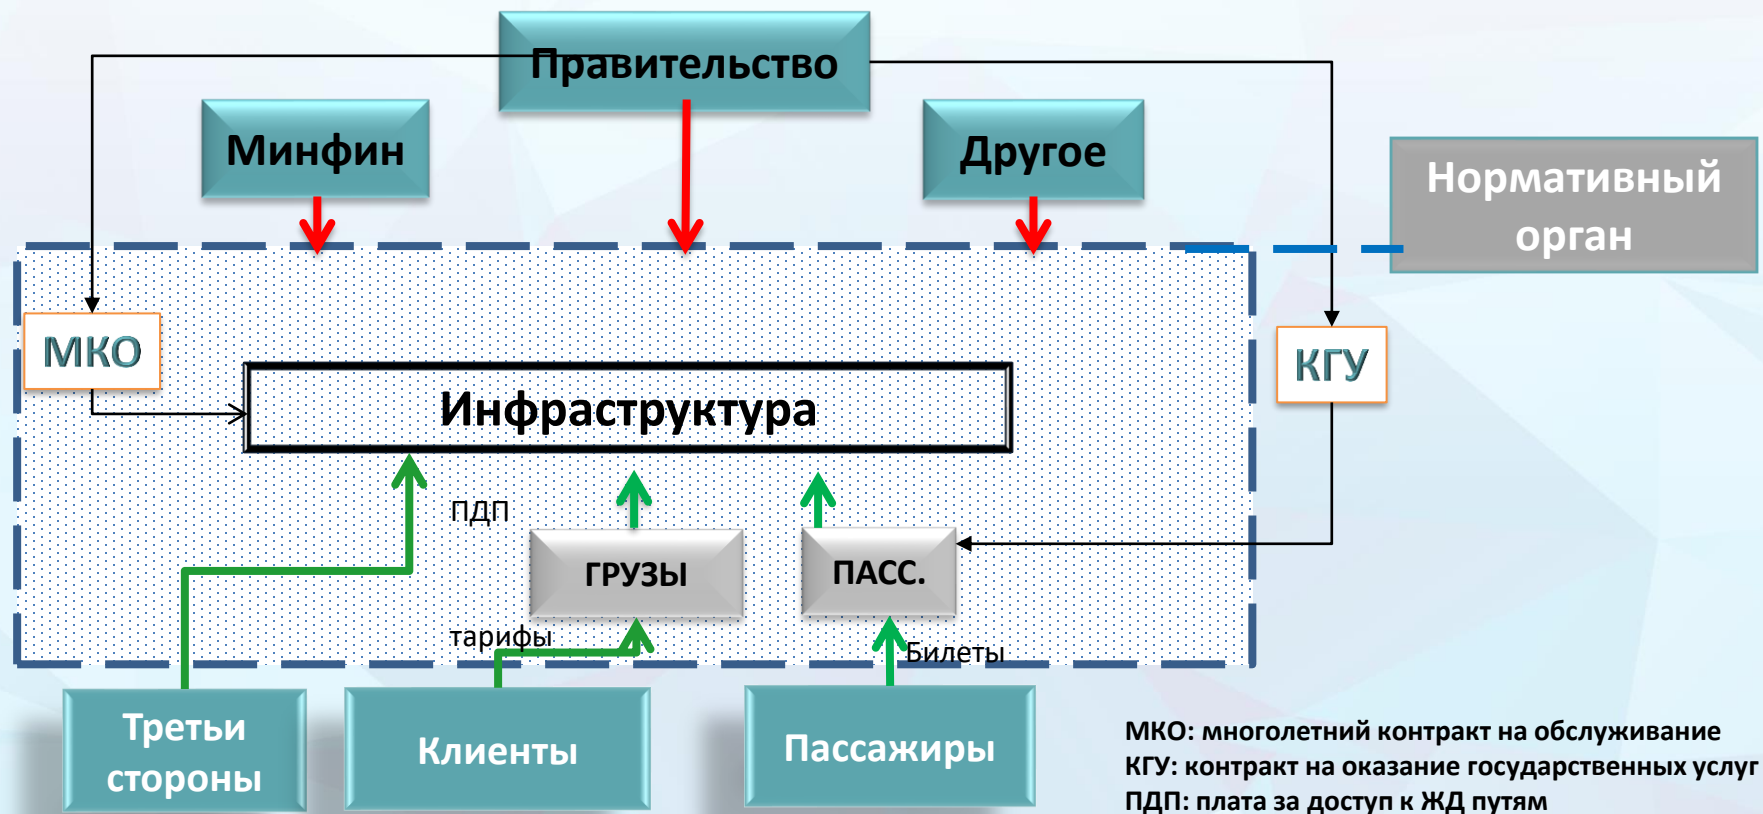 Правительство
Минфин
Другое
Нормативный
орган
МКО
КГУ
Инфраструктура
ПДП
ГРУЗЫ
ПАСС.
тарифы
Билеты
Третьи
стороны
Клиенты
Пассажиры
МКО: многолетний контракт на обслуживание
КГУ: контракт на оказание государственных услуг
ПДП: плата за доступ к ЖД путям